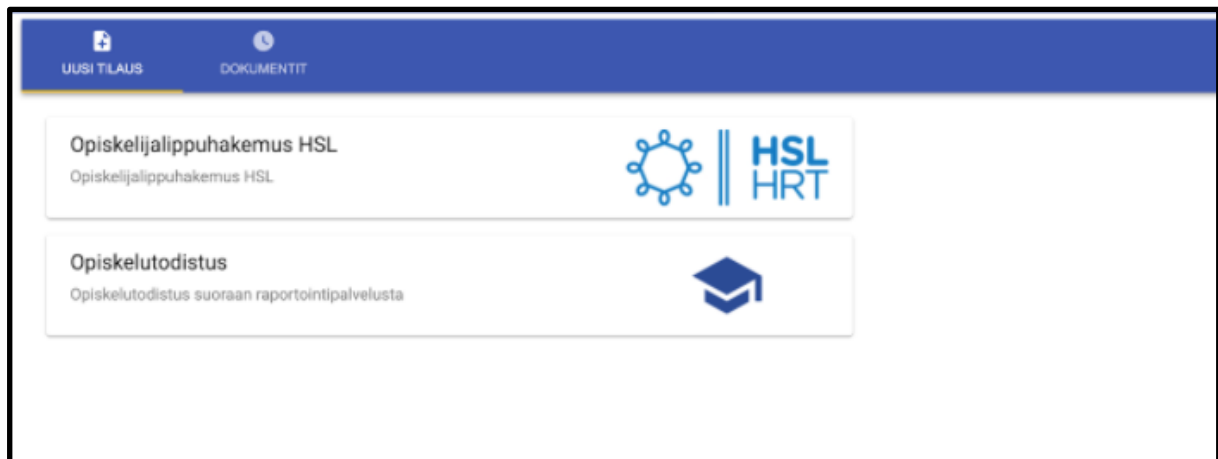 UUSI TILAUS
DOKUMENTIT
Opiskelijalippuhakemus HSL
Opiskelijalippuhakemus HSL
HSL
HRT
Opiskelutodistus
Opiskelutodistus suoraan raportointipalvelusta